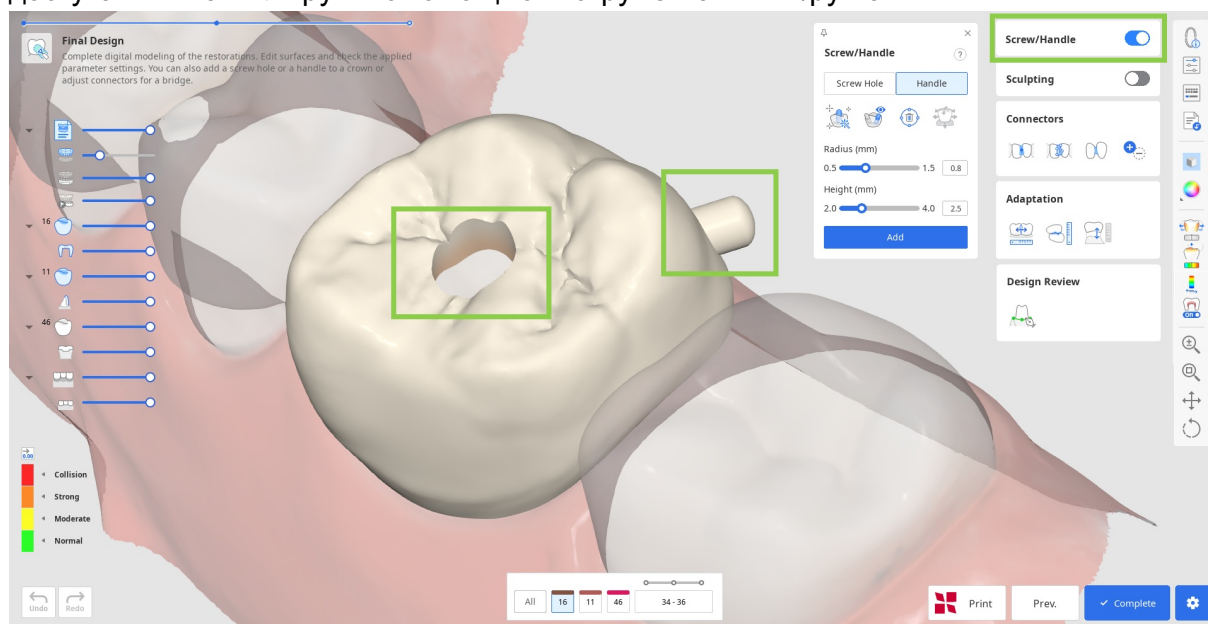 Final Design
Complete digital modeling of the restorations. Edit surfaces and check the applied
parameter settings. You can also add a screw hole or a handle to a crown or
adjust connectors for a bridge.
16
11
46
0.00
Collision
Strong
Moderate
Normal
Undo
Redo
All
16
11
46
34 - 36
Screw/Handle
Screw Hole
Handle
Radius (mm)
0.5
1.5
0.8
Height (mm)
2.0
4.0
2.5
Add
Screw/Handle
Sculpting
Connectors
Adaptation
Design Review
Print
Prev.
Complete